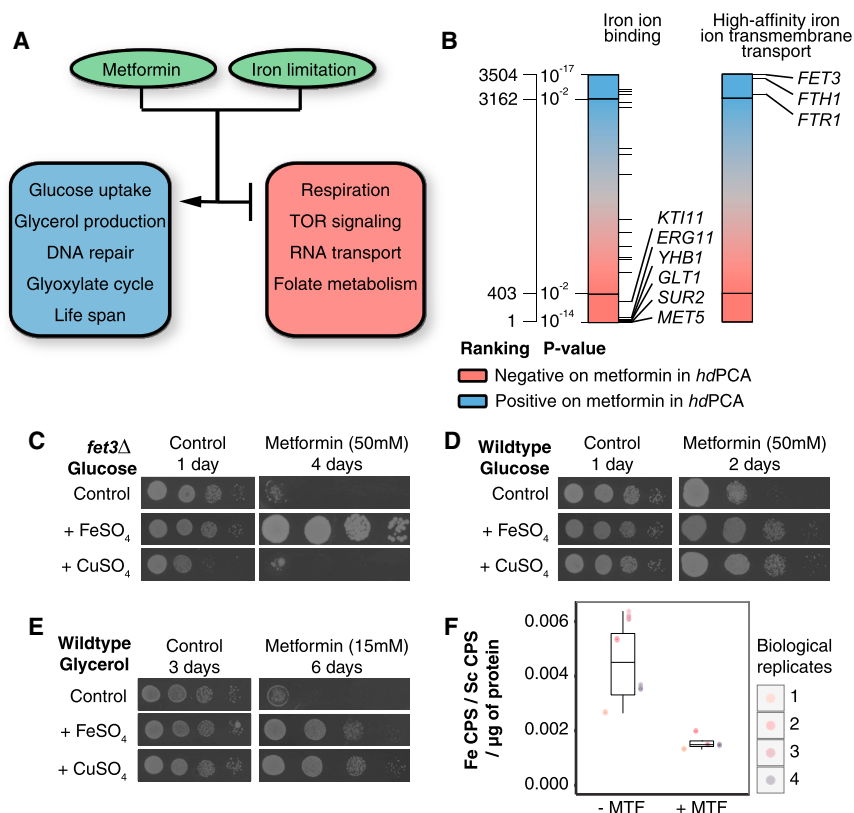 A
Metformin
Iron limitation
Glucose uptake
Glycerol production
DNA repair
Glyoxylate cycle
Life span
Respiration
TOR signaling
RNA transport
Folate metabolism
B
Iron ion
binding
High-affinity iron
ion transmembrane
transport
3504
10-17
3162
10-2
403
10-2
1
10-14
FET3
FTH1
FTR1
KTI11
ERG11
YHB1
GLT1
SUR2
MET5
Ranking P-value
Negative on metformin in hdPCA
Positive on metformin in hdPCA
C
fet3Δ
Glucose
Control
1 day
Metformin (50mM)
4 days
Control
+ FeSO4
+ CuSO4
D
Wildtype
Glucose
Control
1 day
Metformin (50mM)
2 days
Control
+ FeSO4
+ CuSO4
E
Wildtype
Glycerol
Control
3 days
Metformin (15mM)
6 days
Control
+ FeSO4
+ CuSO4
F
Fe CPS / Sc CPS
/ µg of protein
0.006
0.004
0.002
0.000
- MTF
+ MTF
Biological
replicates
1
2
3
4